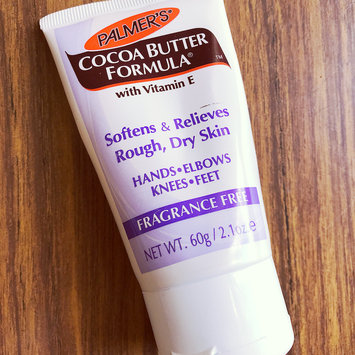 PALMER'S®
COCOA BUTTER
FORMULA®
™
with Vitamin E
Softens & Relieves
Rough, Dry Skin
HANDS•ELBOWS
KNEES•FEET
FRAGRANCE FREE
NET WT. 60g/2.1oz e